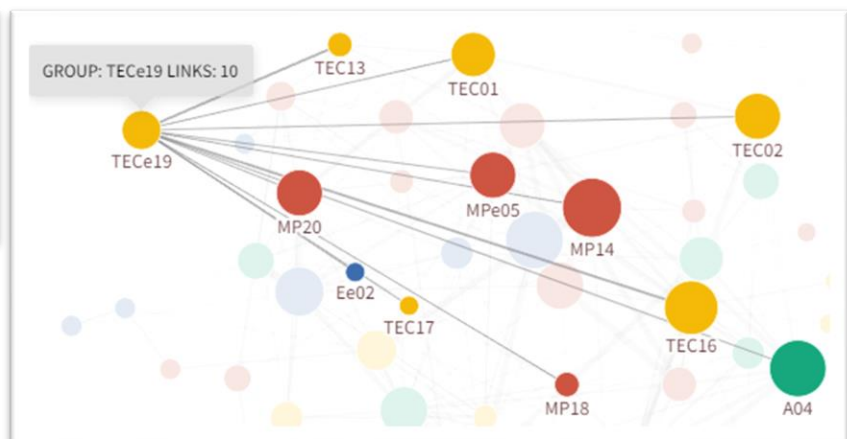 TEC13
TEC01
GROUP: TECe19 LINKS: 10
TECe19
TEC02
MPe05
MP20
MP14
Ee02
TEC17
TEC16
MP18
A04